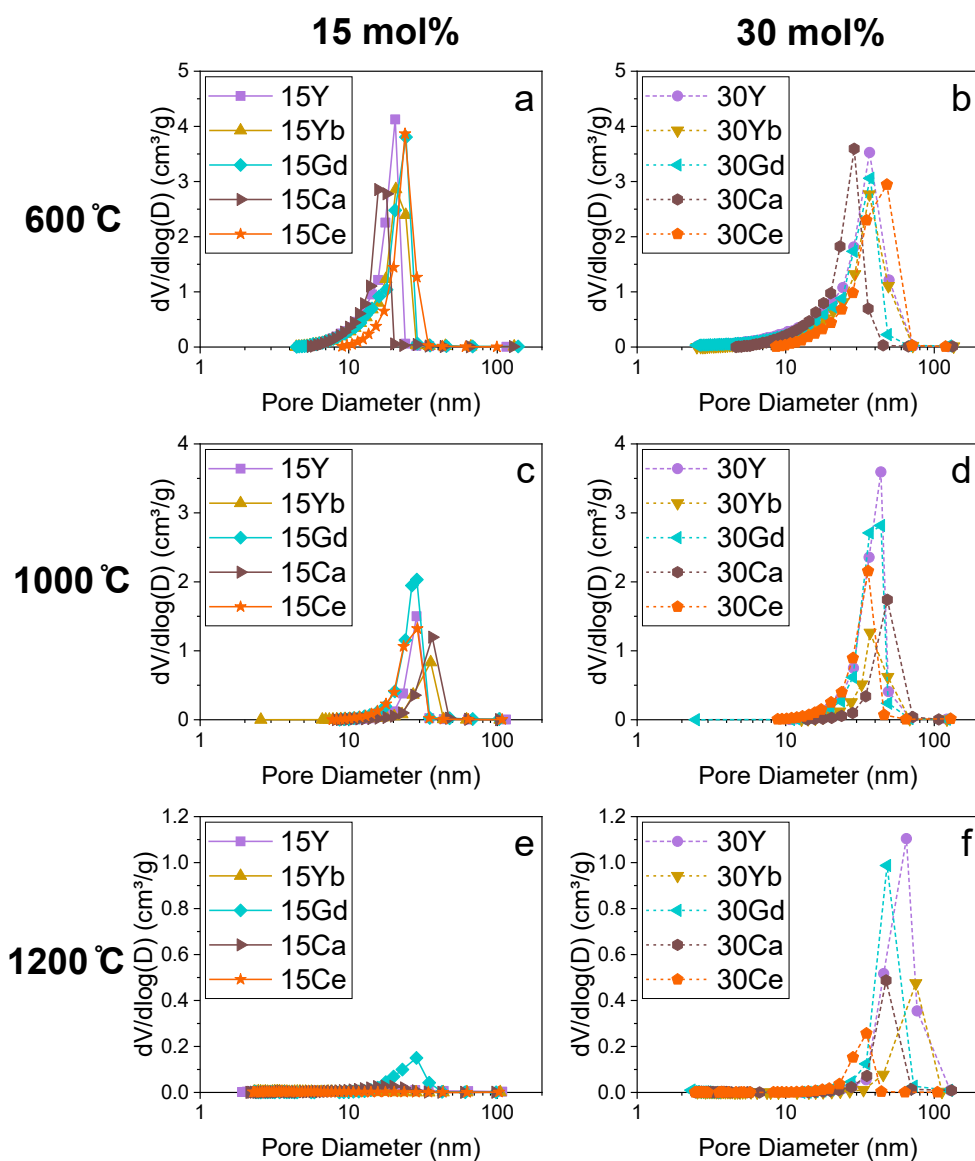 15 mol% 30 mol%
600 ℃
1000 ℃
1200 ℃
a
15Y
15Yb
15Gd
15Ca
15Ce
dV/dlog(D) (cm³/g)
5
4
3
2
1
0
1 10 100
Pore Diameter (nm)
b
30Y
30Yb
30Gd
30Ca
30Ce
dV/dlog(D) (cm³/g)
5
4
3
2
1
0
1 10 100
Pore Diameter (nm)
c
15Y
15Yb
15Gd
15Ca
15Ce
dV/dlog(D) (cm³/g)
4
3
2
1
0
1 10 100
Pore Diameter (nm)
d
30Y
30Yb
30Gd
30Ca
30Ce
dV/dlog(D) (cm³/g)
4
3
2
1
0
1 10 100
Pore Diameter (nm)
e
15Y
15Yb
15Gd
15Ca
15Ce
dV/dlog(D) (cm³/g)
1.2
1.0
0.8
0.6
0.4
0.2
0.0
1 10 100
Pore Diameter (nm)
f
30Y
30Yb
30Gd
30Ca
30Ce
dV/dlog(D) (cm³/g)
1.2
1.0
0.8
0.6
0.4
0.2
0.0
1 10 100
Pore Diameter (nm)